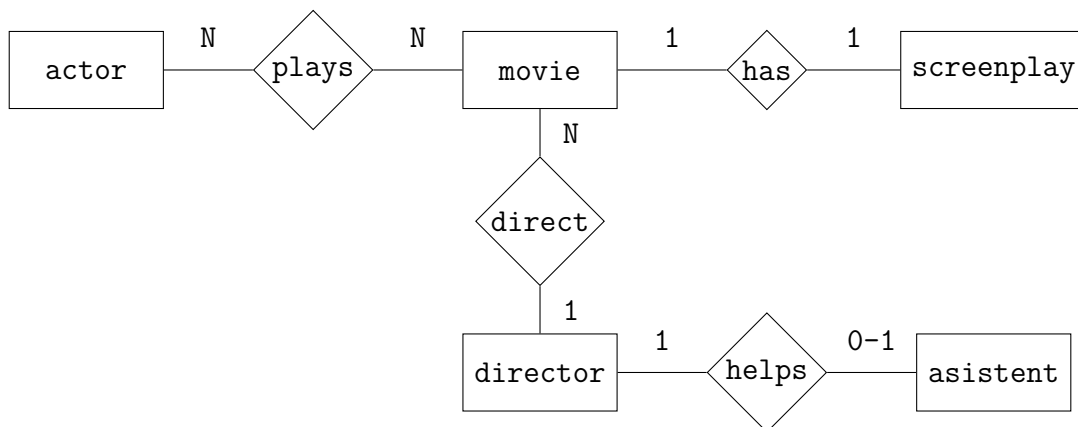 N N 1 1
actor plays movie has screenplay
N
direct
1
1 0-1
director helps asistent